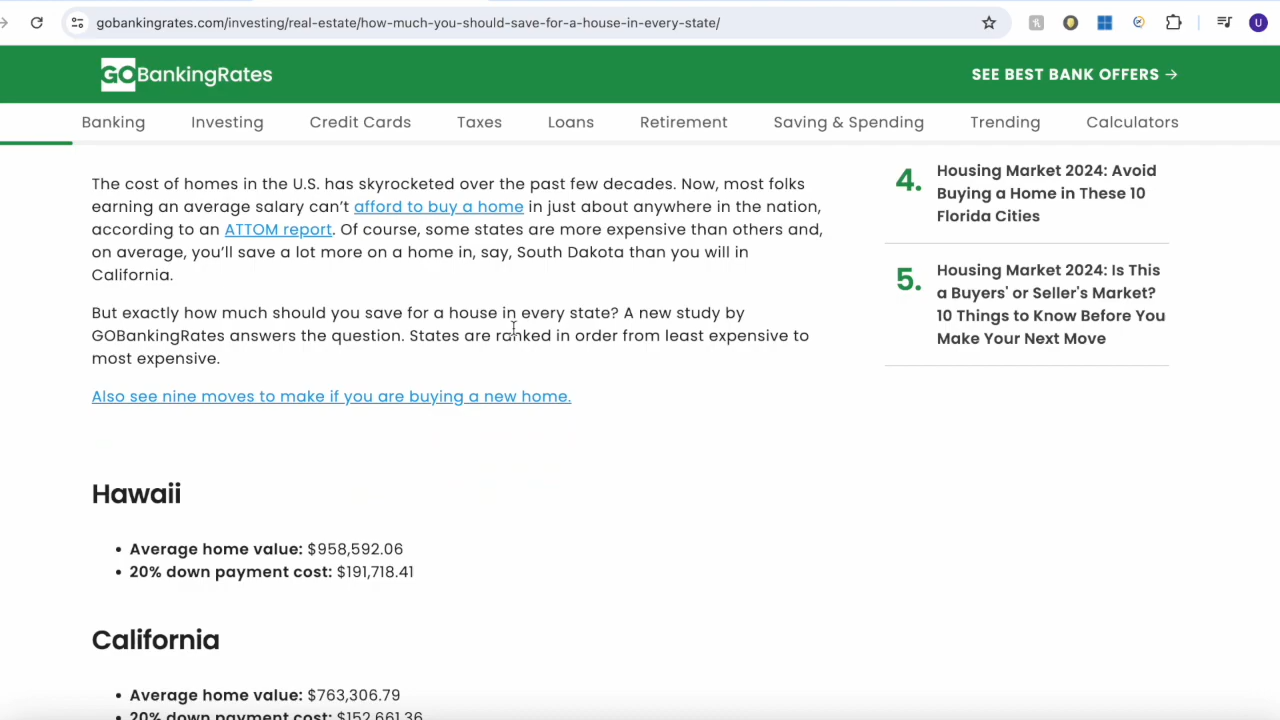 gobankingrates.com/investing/real-estate/how-much-you-should-save-for-a-house-in-every-state/
U
GOBankingRates
SEE BEST BANK OFFERS →
Banking Investing Credit Cards Taxes Loans Retirement Saving & Spending Trending Calculators
The cost of homes in the U.S. has skyrocketed over the past few decades. Now, most folks
earning an average salary can’t afford to buy a home in just about anywhere in the nation,
according to an ATTOM report. Of course, some states are more expensive than others and,
on average, you’ll save a lot more on a home in, say, South Dakota than you will in
California.
But exactly how much should you save for a house in every state? A new study by
GOBankingRates answers the question. States are ranked in order from least expensive to
most expensive.
Also see nine moves to make if you are buying a new home.
Hawaii
• Average home value: $958,592.06
• 20% down payment cost: $191,718.41
California
• Average home value: $763,306.79
20% down payment cost: $152,661.36
4. Housing Market 2024: Avoid
Buying a Home in These 10
Florida Cities
5. Housing Market 2024: Is This
a Buyers' or Seller's Market?
10 Things to Know Before You
Make Your Next Move